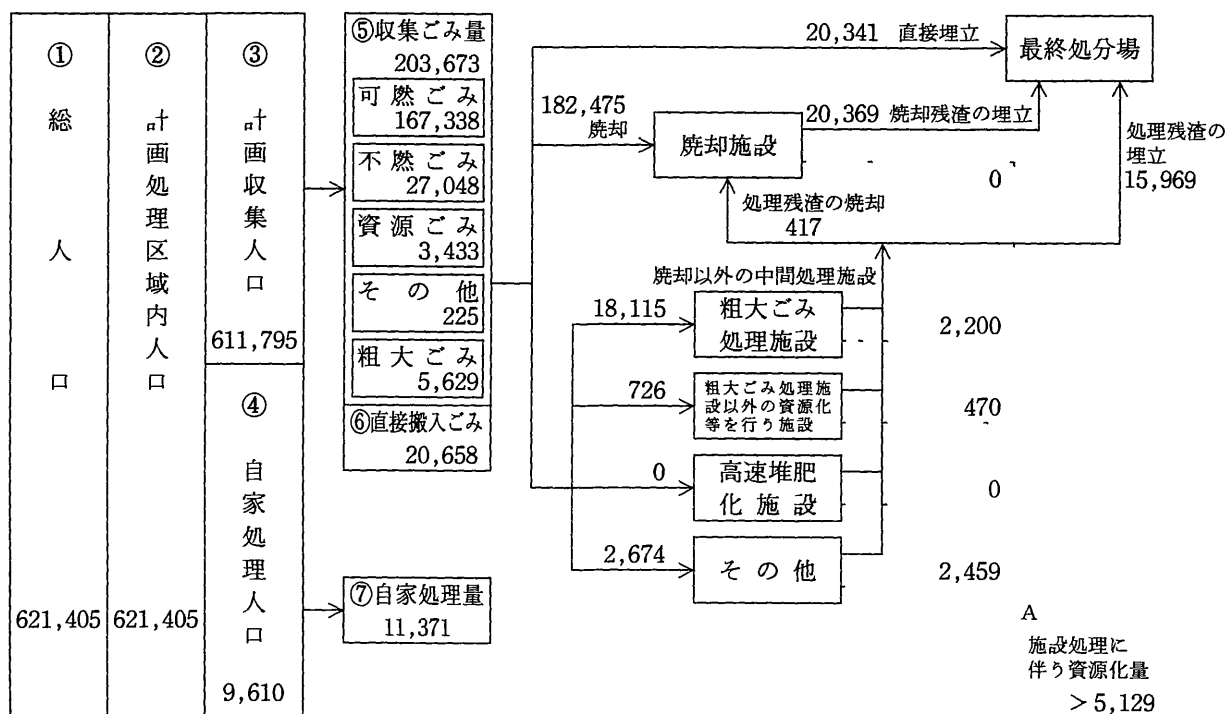 ①
総人口
621,405
②
計画処理区域内人口
621,405
③
計画収集人口
611,795
④
自家処理人口
9,610
⑤収集ごみ量
203,673
可燃ごみ
167,338
不燃ごみ
27,048
資源ごみ
3,433
その他
225
粗大ごみ
5,629
⑥直接搬入ごみ
20,658
⑦自家処理量
11,371
20,341 直接埋立
最終処分場
182,475
焼却
焼却施設
20,369 焼却残渣の埋立
0
処理残渣の
埋立
15,969
処理残渣の焼却
417
焼却以外の中間処理施設
18,115
粗大ごみ
処理施設
2,200
726
粗大ごみ処理施
設以外の資源化
等を行う施設
470
0
高速堆肥
化施設
0
2,674
その他
2,459
A
施設処理に
伴う資源化量
>5,129